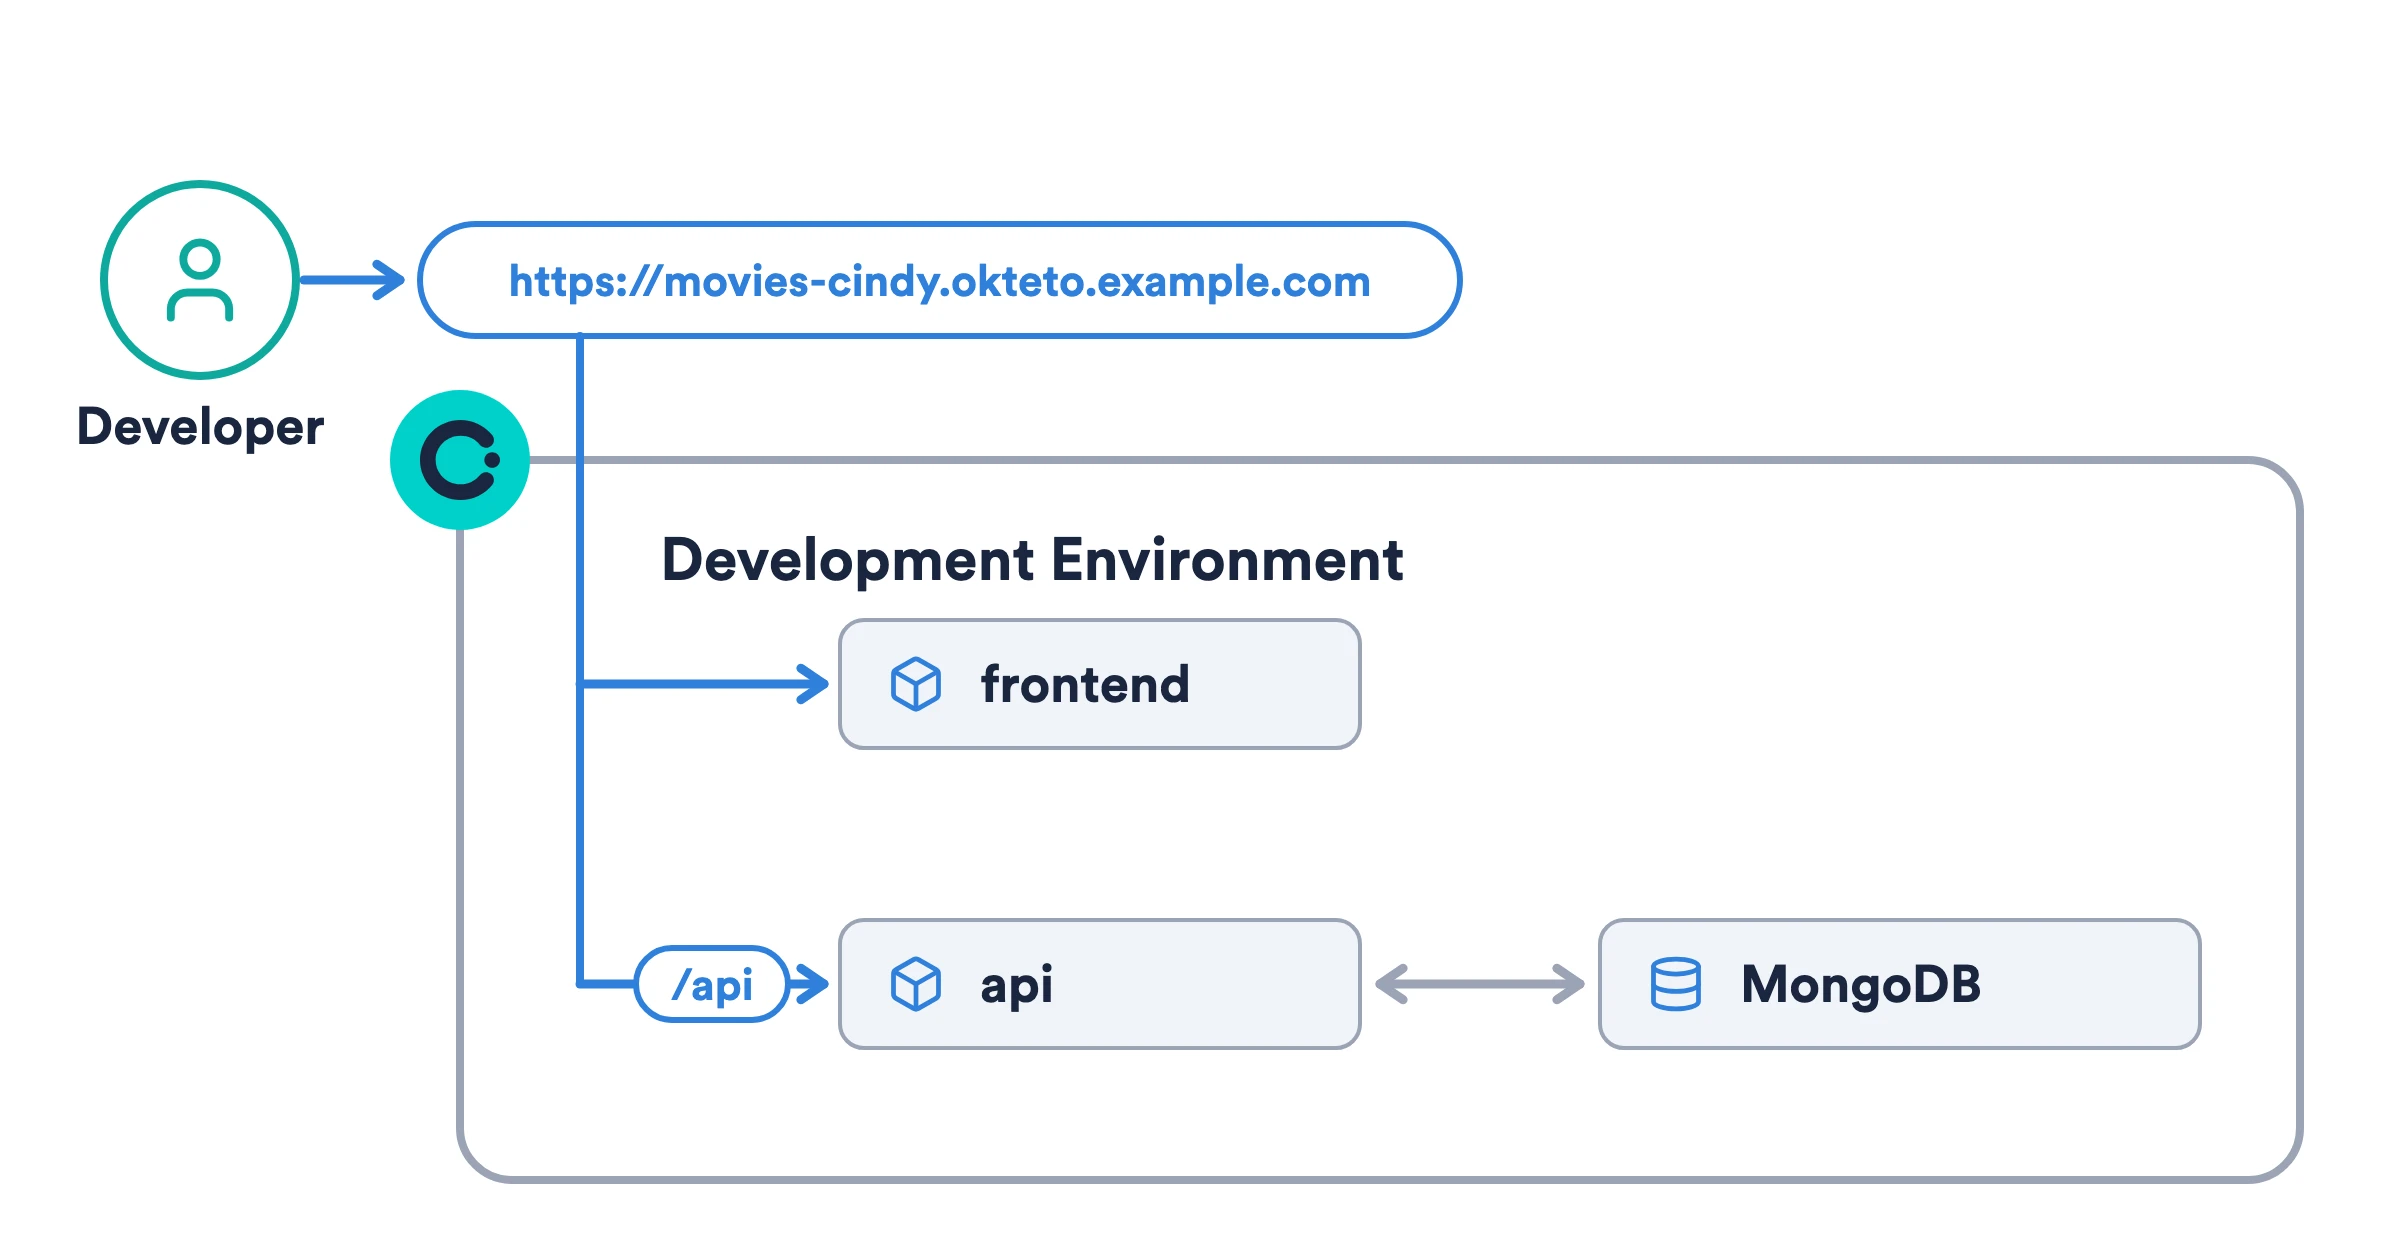 https://movies-cindy.okteto.example.com
Developer
Development Environment
frontend
/api
api
MongoDB